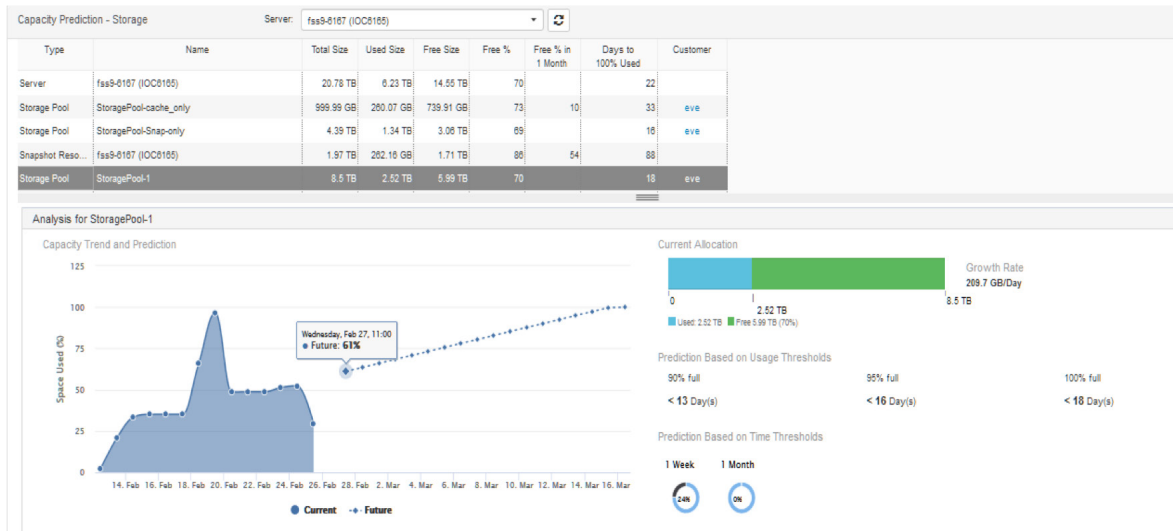 Capacity Prediction - Storage Server: fss9-6167 (IOC6165)
Type Name Total Size Used Size Free Size Free % Free % in 1 Month Days to 100% Used Customer
Server fss9-6167 (IOC6165) 20.78 TB 6.23 TB 14.55 TB 70 22
Storage Pool StoragePool-cache_only 999.99 GB 260.07 GB 739.91 GB 73 10 33 eve
Storage Pool StoragePool-Snap-only 4.39 TB 1.34 TB 3.06 TB 69 16 eve
Snapshot Reso... fss9-6167 (IOC6165) 1.97 TB 262.16 GB 1.71 TB 86 54 88
Storage Pool StoragePool-1 8.5 TB 2.52 TB 5.99 TB 70 18 eve
Analysis for StoragePool-1
Capacity Trend and Prediction
125
100
75
50
25
0
Space Used (%)
Wednesday, Feb 27, 11:00
Future: 61%
14. Feb 16. Feb 18. Feb 20. Feb 22. Feb 24. Feb 26. Feb 28. Feb 2. Mar 4. Mar 6. Mar 8. Mar 10. Mar 12. Mar 14. Mar 16. Mar
Current Future
Current Allocation
Growth Rate
209.7 GB/Day
0 2.52 TB 8.5 TB
Used: 2.52 TB Free 5.99 TB (70%)
Prediction Based on Usage Thresholds
90% full 95% full 100% full
< 13 Day(s) < 16 Day(s) < 18 Day(s)
Prediction Based on Time Thresholds
1 Week 1 Month
24% 0%